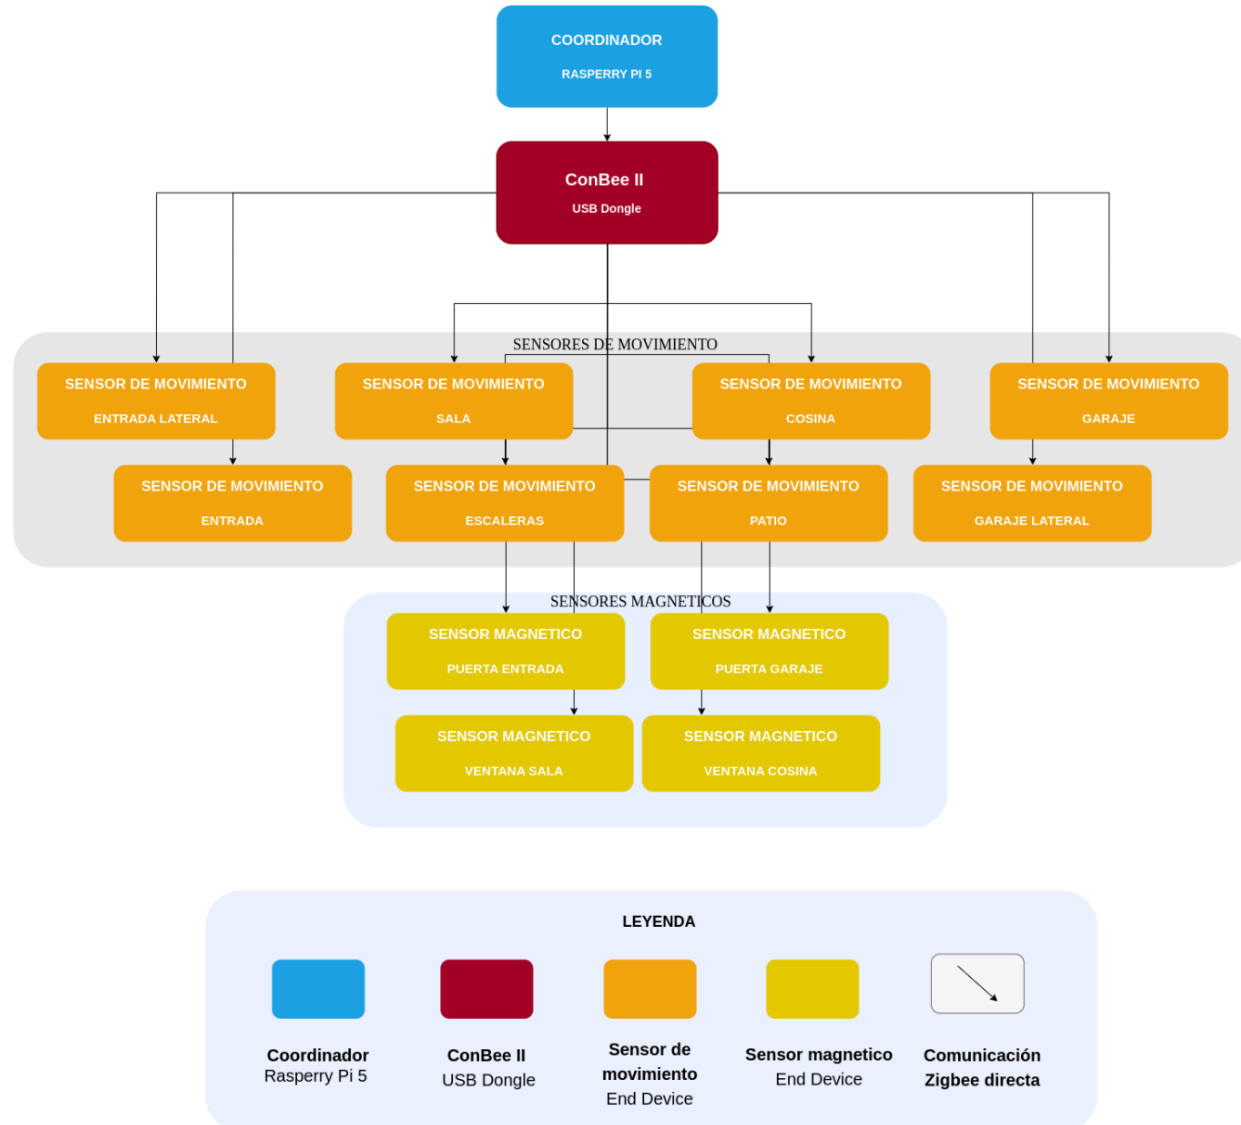 COORDINADOR
RASPERRY PI 5
ConBee II
USB Dongle
SENSORES DE MOVIMIENTO
SENSOR DE MOVIMIENTO
ENTRADA LATERAL
SENSOR DE MOVIMIENTO
SALA
SENSOR DE MOVIMIENTO
COSINA
SENSOR DE MOVIMIENTO
GARAJE
SENSOR DE MOVIMIENTO
ENTRADA
SENSOR DE MOVIMIENTO
ESCALERAS
SENSOR DE MOVIMIENTO
PATIO
SENSOR DE MOVIMIENTO
GARAJE LATERAL
SENSORES MAGNETICOS
SENSOR MAGNETICO
PUERTA ENTRADA
SENSOR MAGNETICO
PUERTA GARAJE
SENSOR MAGNETICO
VENTANA SALA
SENSOR MAGNETICO
VENTANA COSINA
LEYENDA
Coordinador
Rasperry Pi 5
ConBee II
USB Dongle
Sensor de
movimiento
End Device
Sensor magnetico
End Device
Comunicación
Zigbee directa